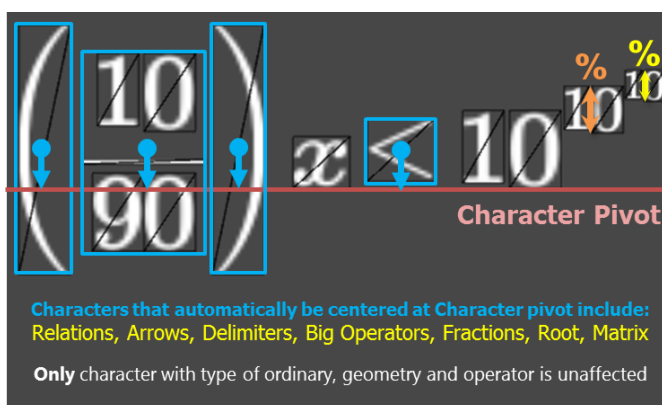 ( 10/90 ) x < 10 10 10
% %
Character Pivot
Characters that automatically be centered at Character pivot include:
Relations, Arrows, Delimiters, Big Operators, Fractions, Root, Matrix
Only character with type of ordinary, geometry and operator is unaffected